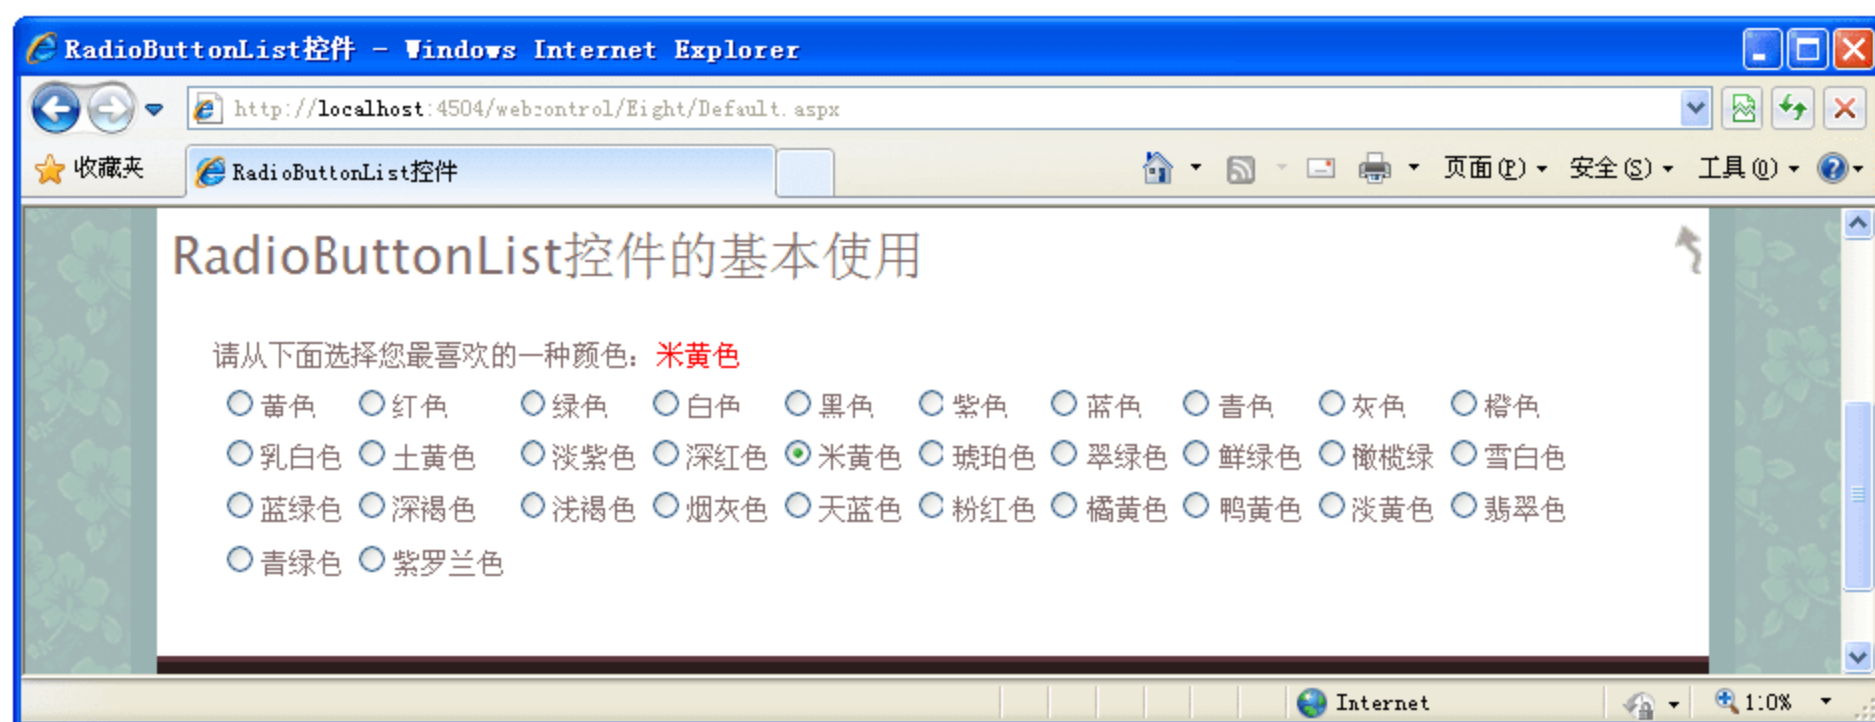 RadioButtonList控件 - Windows Internet Explorer
http://localhost:4504/webcontrol/Eight/Default.aspx
收藏夹 RadioButtonList控件 页面(P) 安全(S) 工具(O)
RadioButtonList控件的基本使用
请从下面选择您最喜欢的一种颜色：米黄色
黄色 红色 绿色 白色 黑色 紫色 蓝色 青色 灰色 橙色
乳白色 土黄色 淡紫色 深红色 米黄色 琥珀色 翠绿色 鲜绿色 橄榄绿 雪白色
蓝绿色 深褐色 浅褐色 烟灰色 天蓝色 粉红色 橘黄色 鸭黄色 淡黄色 翡翠色
青绿色 紫罗兰色
Internet 110%